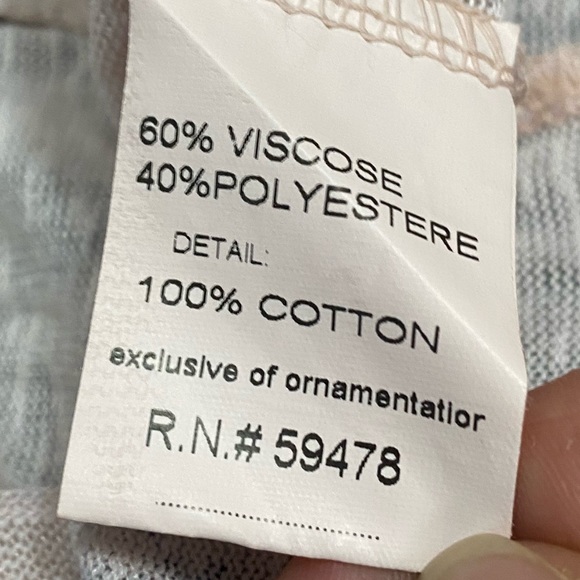 60% VISCOSE
40%POLYESTERE
DETAIL:
100% COTTON
exclusive of ornamentatior
R.N.# 59478